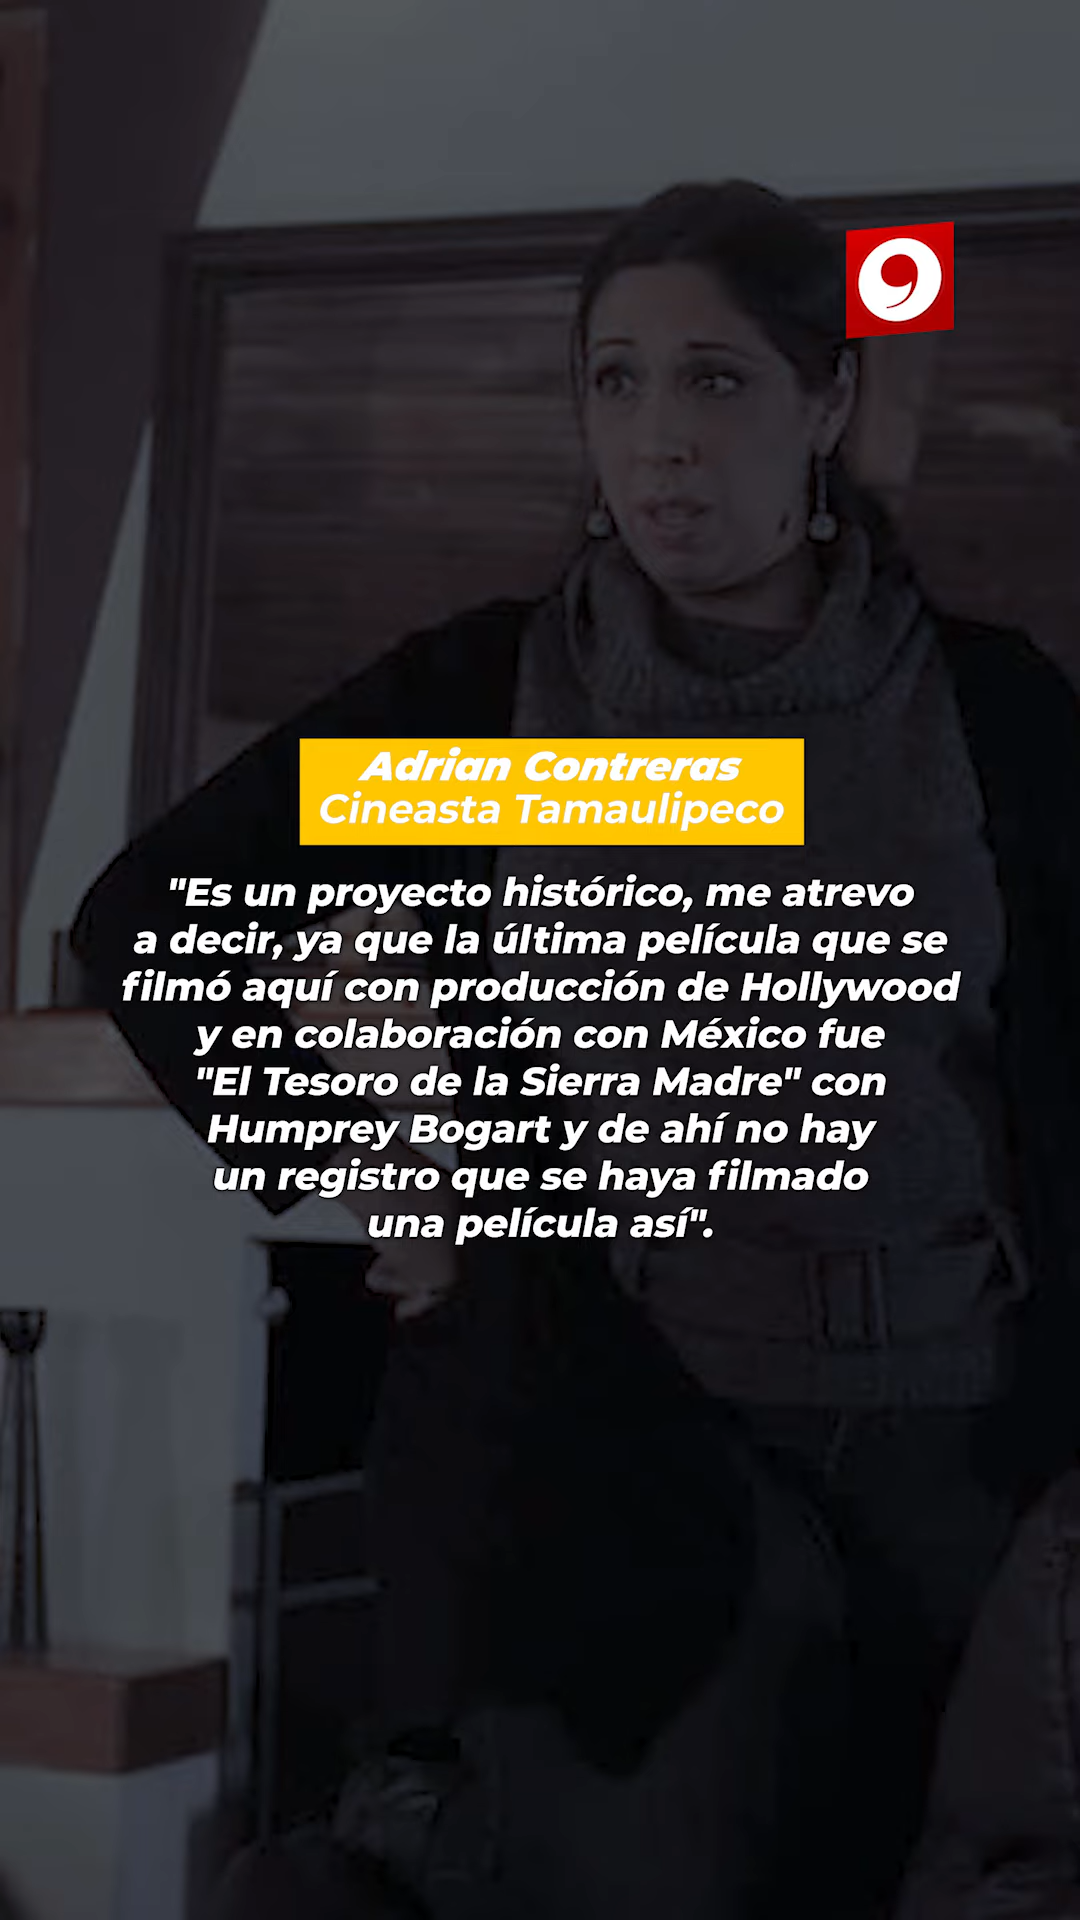 Adrian Contreras
Cineasta Tamaulipeco
"Es un proyecto histórico, me atrevo
a decir, ya que la última película que se
filmó aquí con producción de Hollywood
y en colaboración con México fue
"El Tesoro de la Sierra Madre" con
Humprey Bogart y de ahí no hay
un registro que se haya filmado
una película así".